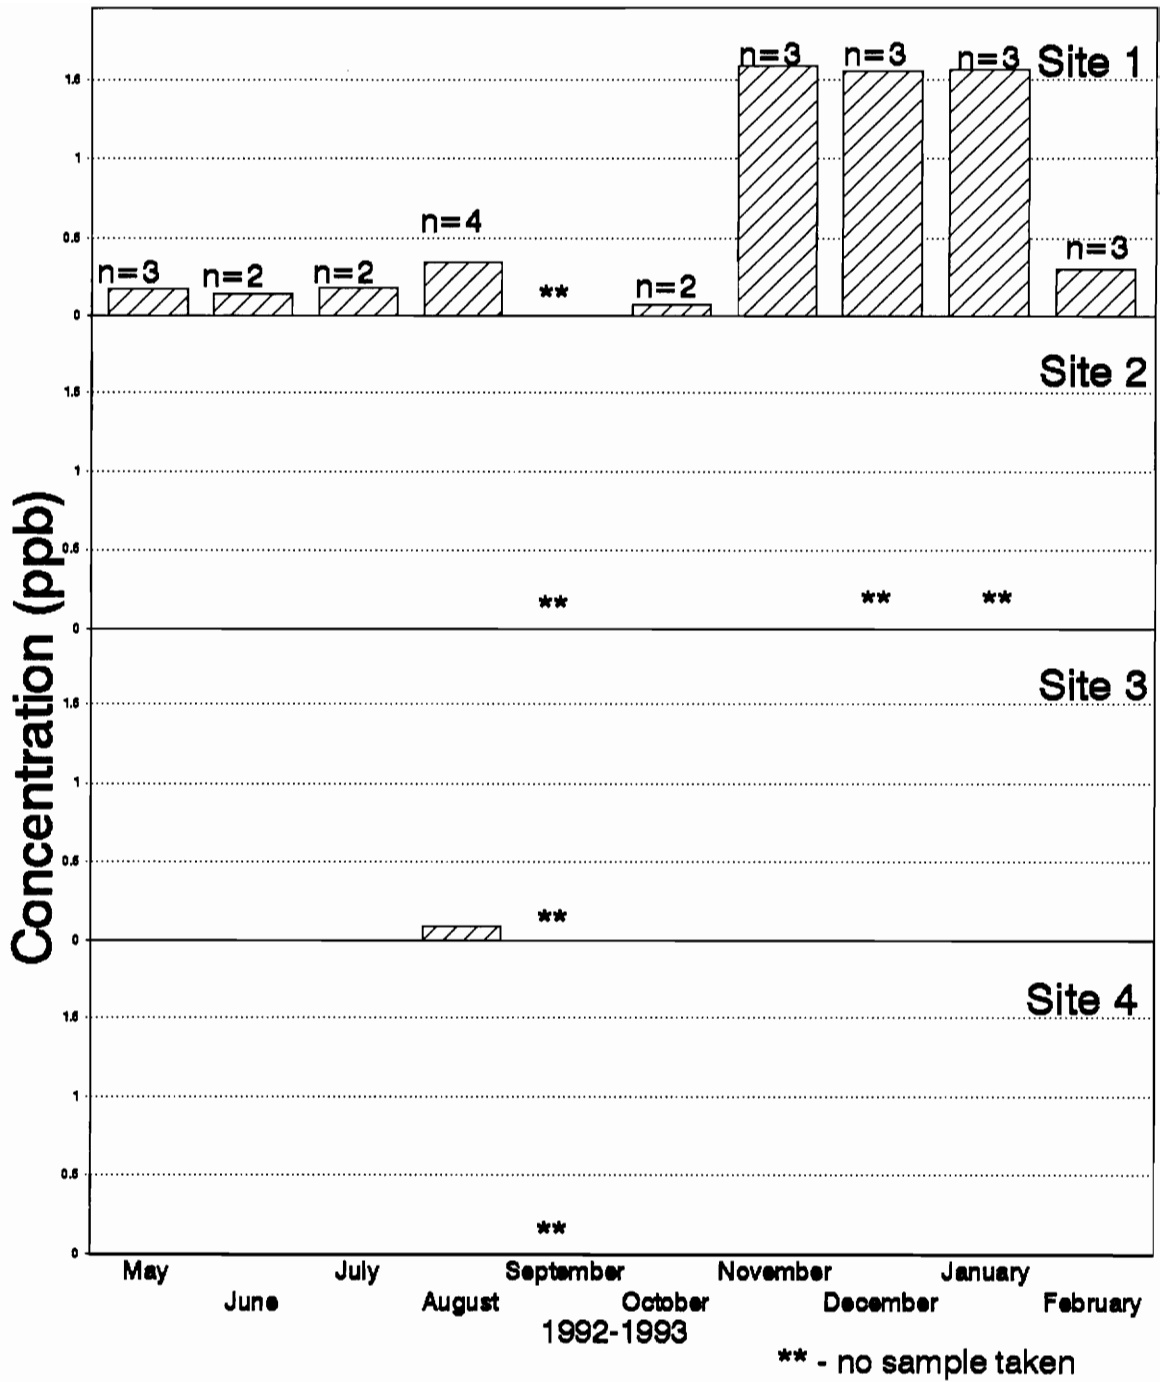 n=3 n=3 n=3 Site 1
1.5
1
n=4
0.5
n=3 n=2 n=2 ** n=2 n=3
0
Site 2
1.5
1
0.5
** ** **
0
Concentration (ppb)
Site 3
1.5
1
0.5
**
0
Site 4
1.5
1
0.5
**
0
May July September November January
June August October December February
1992-1993
** - no sample taken